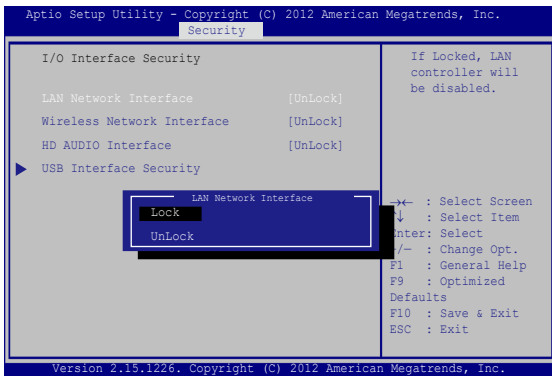 Aptio Setup Utility - Copyright (C) 2012 American Megatrends, Inc.
Security
I/O Interface Security
LAN Network Interface [UnLock]
Wireless Network Interface [UnLock]
HD AUDIO Interface [UnLock]
USB Interface Security
If Locked, LAN
controller will
be disabled.
LAN Network Interface
Lock
UnLock
→← : Select Screen
↑↓ : Select Item
Enter: Select
+/— : Change Opt.
F1 : General Help
F9 : Optimized
Defaults
F10 : Save & Exit
ESC : Exit
Version 2.15.1226. Copyright (C) 2012 American Megatrends, Inc.